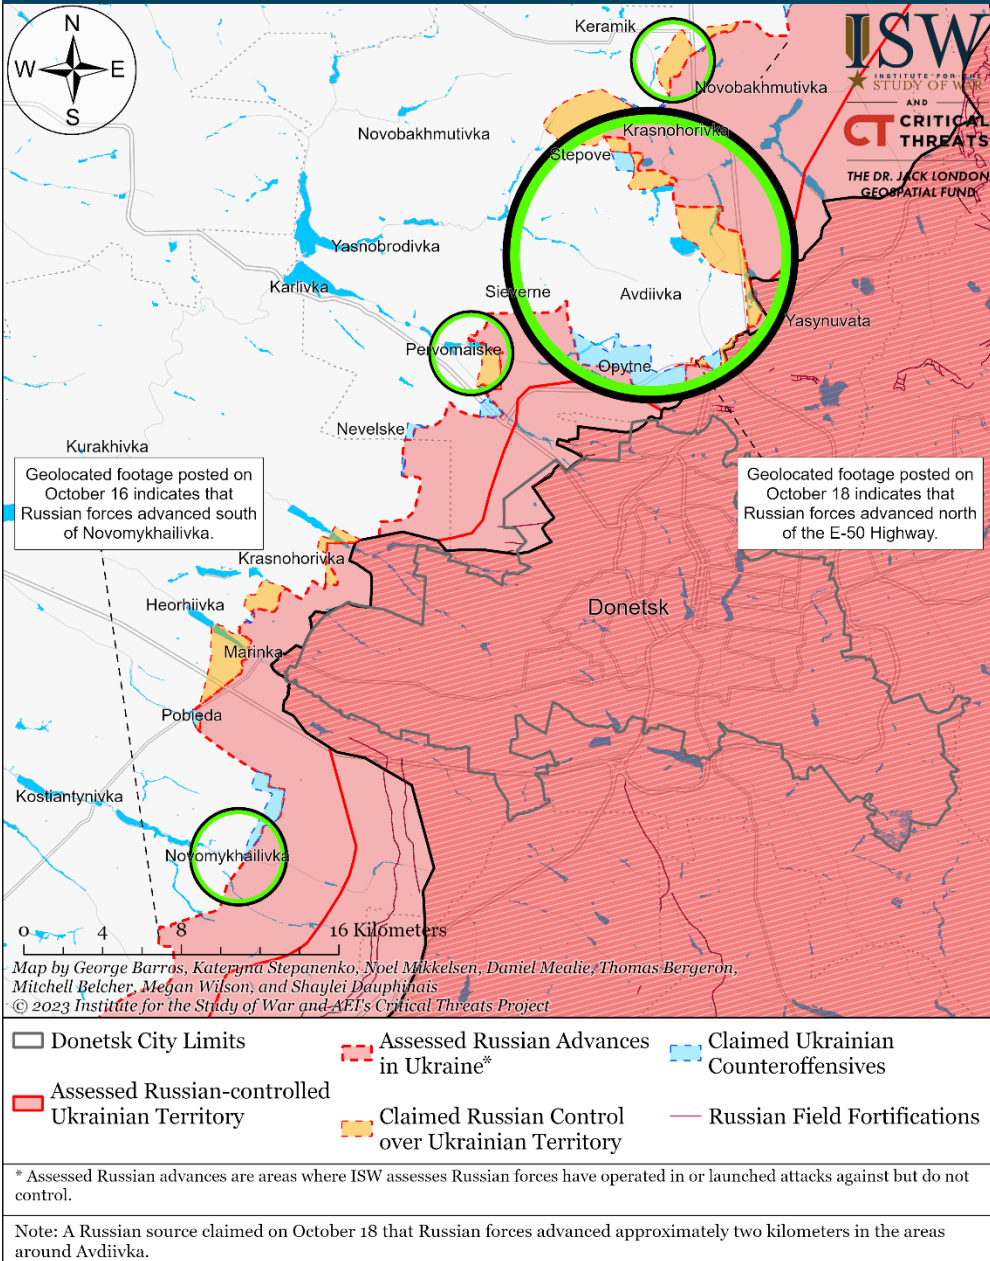 N
W
E
S
Keramik
ISW
INSTITUTE FOR THE
STUDY OF WAR
AND
CT CRITICAL
THREATS
THE DR. JACK LONDON
GEOSPATIAL FUND
Novobakhmutivka
Novobakhmutivka
Krasnohorivka
Stepove
Yasnobrodivka
Karlivka
Sieverne
Avdiivka
Yasynuvata
Pervomaiske
Opytne
Nevelske
Kurakhivka
Geolocated footage posted on
October 16 indicates that
Russian forces advanced south
of Novomykhailivka.
Geolocated footage posted on
October 18 indicates that
Russian forces advanced north
of the E-50 Highway.
Krasnohorivka
Heorhiivka
Donetsk
Marinka
Pobieda
Kostiantynivka
Novomykhailivka
0 4 8 16 Kilometers
Map by George Barros, Kateryna Stepanenko, Noel Mikkelsen, Daniel Mealie, Thomas Bergeron,
Mitchell Belcher, Megan Wilson, and Shaylei Dauphinais
© 2023 Institute for the Study of War and AEI's Critical Threats Project
Donetsk City Limits
Assessed Russian-controlled
Ukrainian Territory
Assessed Russian Advances
in Ukraine*
Claimed Russian Control
over Ukrainian Territory
Claimed Ukrainian
Counteroffensives
Russian Field Fortifications
* Assessed Russian advances are areas where ISW assesses Russian forces have operated in or launched attacks against but do not
control.
Note: A Russian source claimed on October 18 that Russian forces advanced approximately two kilometers in the areas
around Avdiivka.